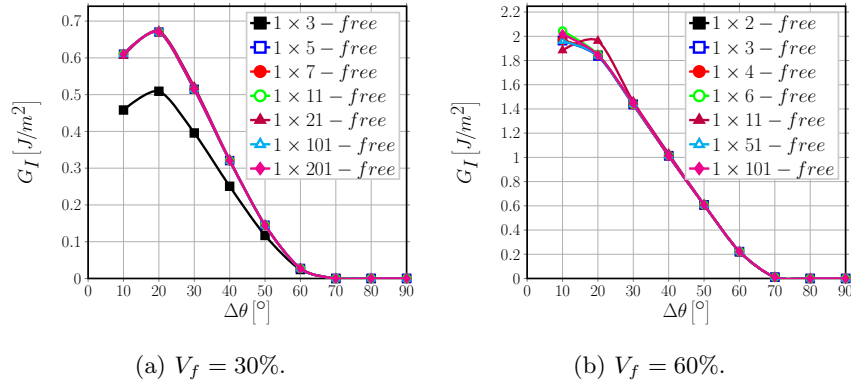 0.7
0.6
0.5
0.4
0.3
0.2
0.1
0
G_I [J/m^2]
0 10 20 30 40 50 60 70 80 90
Δθ [°]
1 × 3 − free
1 × 5 − free
1 × 7 − free
1 × 11 − free
1 × 21 − free
1 × 101 − free
1 × 201 − free
(a) V_f = 30%.
2.2
2
1.8
1.6
1.4
1.2
1
0.8
0.6
0.4
0.2
0
G_I [J/m^2]
0 10 20 30 40 50 60 70 80 90
Δθ [°]
1 × 2 − free
1 × 3 − free
1 × 4 − free
1 × 6 − free
1 × 11 − free
1 × 51 − free
1 × 101 − free
(b) V_f = 60%.